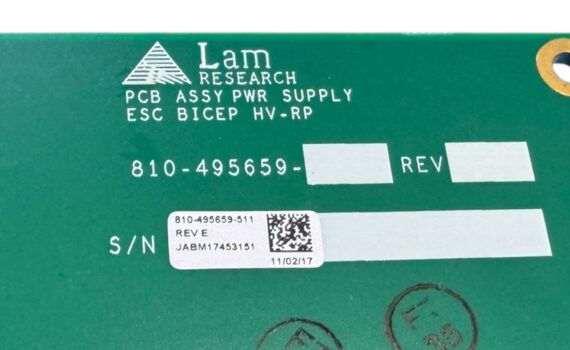 Lam
RESEARCH
PCB ASSY PWR SUPPLY
ESC BICEP HV-RP
810-495659- REV
S/N
810-495659-511
REV E
JABM17453151
11/02/17